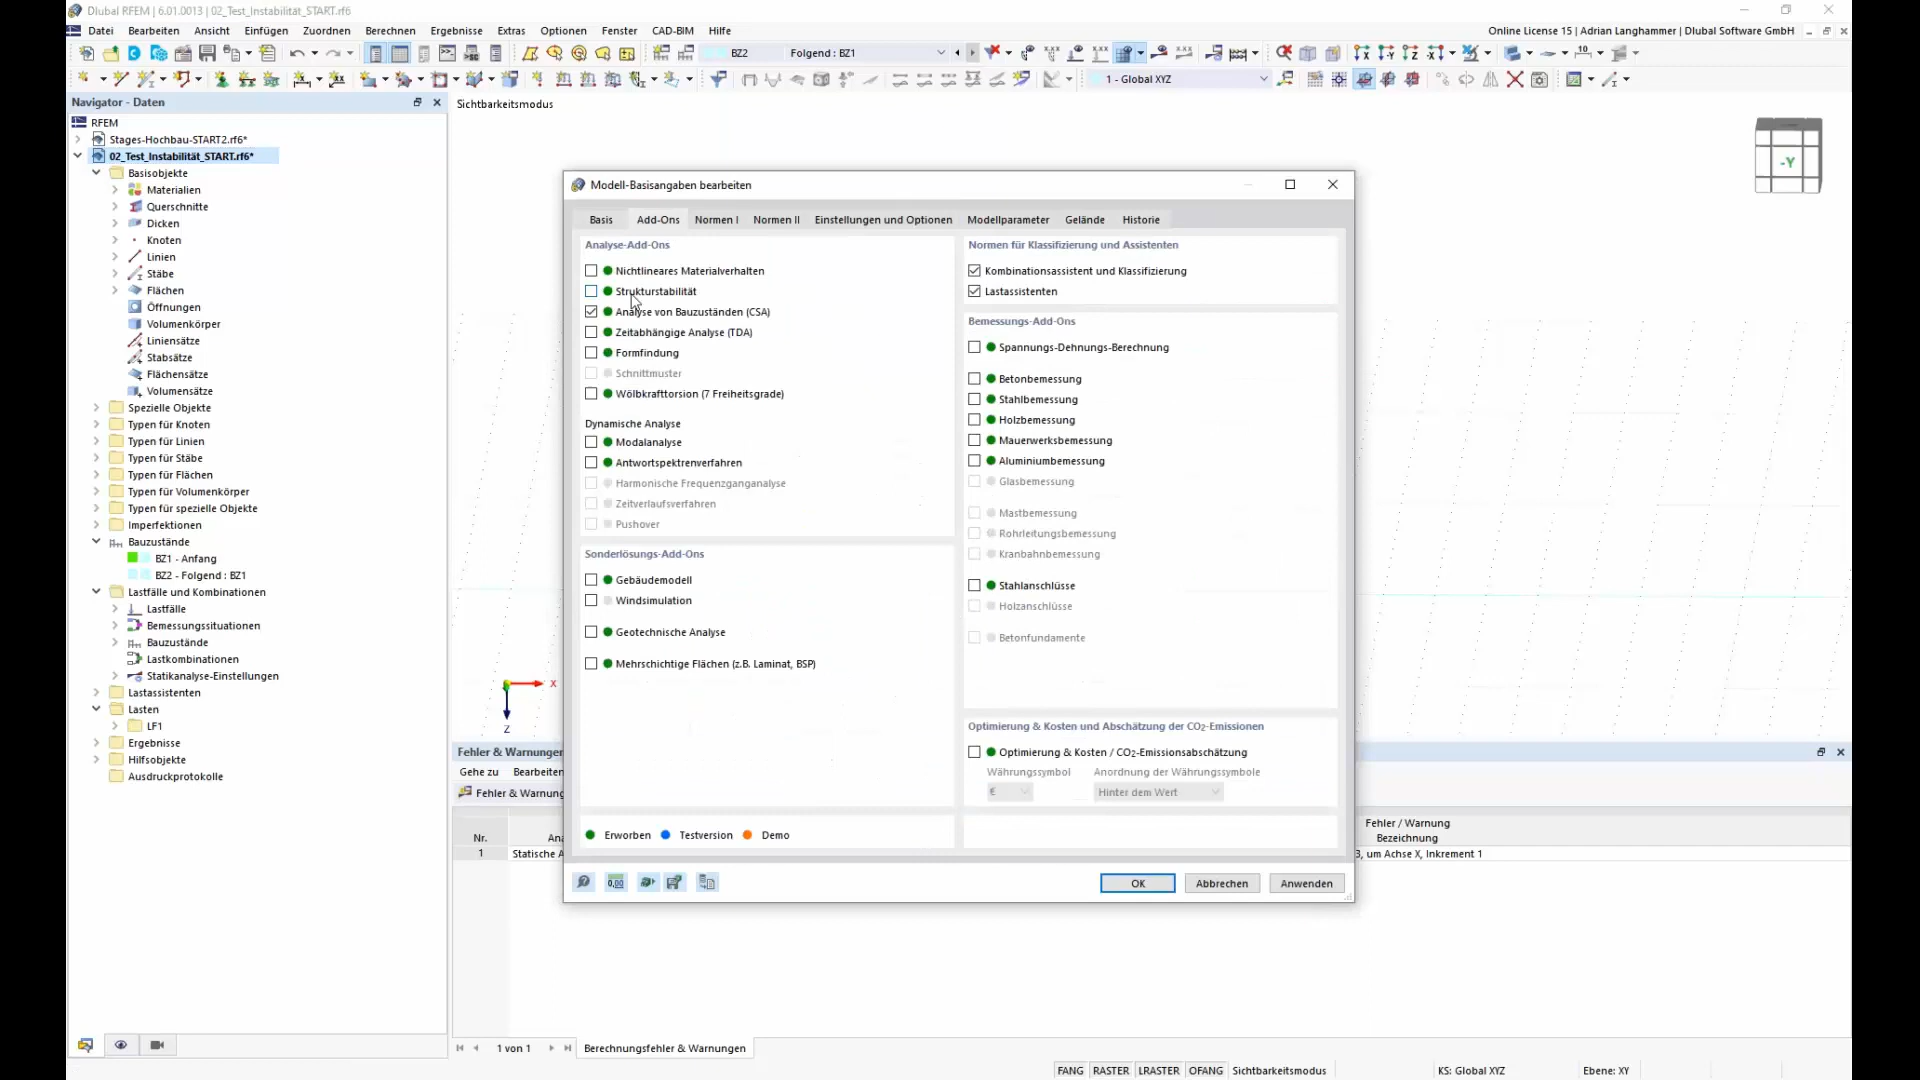 Dlubal RFEM | 6.01.0013 | 02_Test_Instabilität_START.rf6
Datei Bearbeiten Ansicht Einfügen Zuordnen Berechnen Ergebnisse Extras Optionen Fenster CAD-BIM Hilfe
Online License 15 | Adrian Langhammer | Dlubal Software GmbH
BZ2 Folgend : BZ1
1 - Global XYZ
Navigator - Daten
Sichtbarkeitsmodus
RFEM
Stages-Hochbau-START2.rf6*
02_Test_Instabilität_START.rf6*
Basisobjekte
Materialien
Querschnitte
Dicken
Knoten
Linien
Stäbe
Flächen
Öffnungen
Volumenkörper
Liniensätze
Stabsätze
Flächensätze
Volumensätze
Spezielle Objekte
Typen für Knoten
Typen für Linien
Typen für Stäbe
Typen für Flächen
Typen für Volumenkörper
Typen für spezielle Objekte
Imperfektionen
Bauzustände
BZ1 - Anfang
BZ2 - Folgend : BZ1
Lastfälle und Kombinationen
Lastfälle
Bemessungssituationen
Bauzustände
Lastkombinationen
Statikanalyse-Einstellungen
Lastassistenten
Lasten
LF1
Ergebnisse
Hilfsobjekte
Ausdruckprotokolle
-Y
X
Z
Modell-Basisangaben bearbeiten
Basis Add-Ons Normen I Normen II Einstellungen und Optionen Modellparameter Gelände Historie
Analyse-Add-Ons
Nichtlineares Materialverhalten
Strukturstabilität
Analyse von Bauzuständen (CSA)
Zeitabhängige Analyse (TDA)
Formfindung
Schnittmuster
Wölbkrafttorsion (7 Freiheitsgrade)
Dynamische Analyse
Modalanalyse
Antwortspektrenverfahren
Harmonische Frequenzganganalyse
Zeitverlaufsverfahren
Pushover
Sonderlösungs-Add-Ons
Gebäudemodell
Windsimulation
Geotechnische Analyse
Mehrschichtige Flächen (z.B. Laminat, BSP)
Erworben Testversion Demo
Normen für Klassifizierung und Assistenten
Kombinationsassistent und Klassifizierung
Lastassistenten
Bemessungs-Add-Ons
Spannungs-Dehnungs-Berechnung
Betonbemessung
Stahlbemessung
Holzbemessung
Mauerwerksbemessung
Aluminiumbemessung
Glasbemessung
Mastbemessung
Rohrleitungsbemessung
Kranbahnbemessung
Stahlanschlüsse
Holzanschlüsse
Betonfundamente
Optimierung & Kosten und Abschätzung der CO2-Emissionen
Optimierung & Kosten / CO2-Emissionsabschätzung
Währungssymbol Anordnung der Währungssymbole
€ Hinter dem Wert
OK Abbrechen Anwenden
Fehler & Warnungen
Gehe zu Bearbeiten
Fehler & Warnung
Nr. Ana
Fehler / Warnung
Bezeichnung
1 Statische A
3, um Achse X, Inkrement 1
1 von 1 Berechnungsfehler & Warnungen
FANG RASTER LRASTER OFANG Sichtbarkeitsmodus KS: Global XYZ Ebene: XY